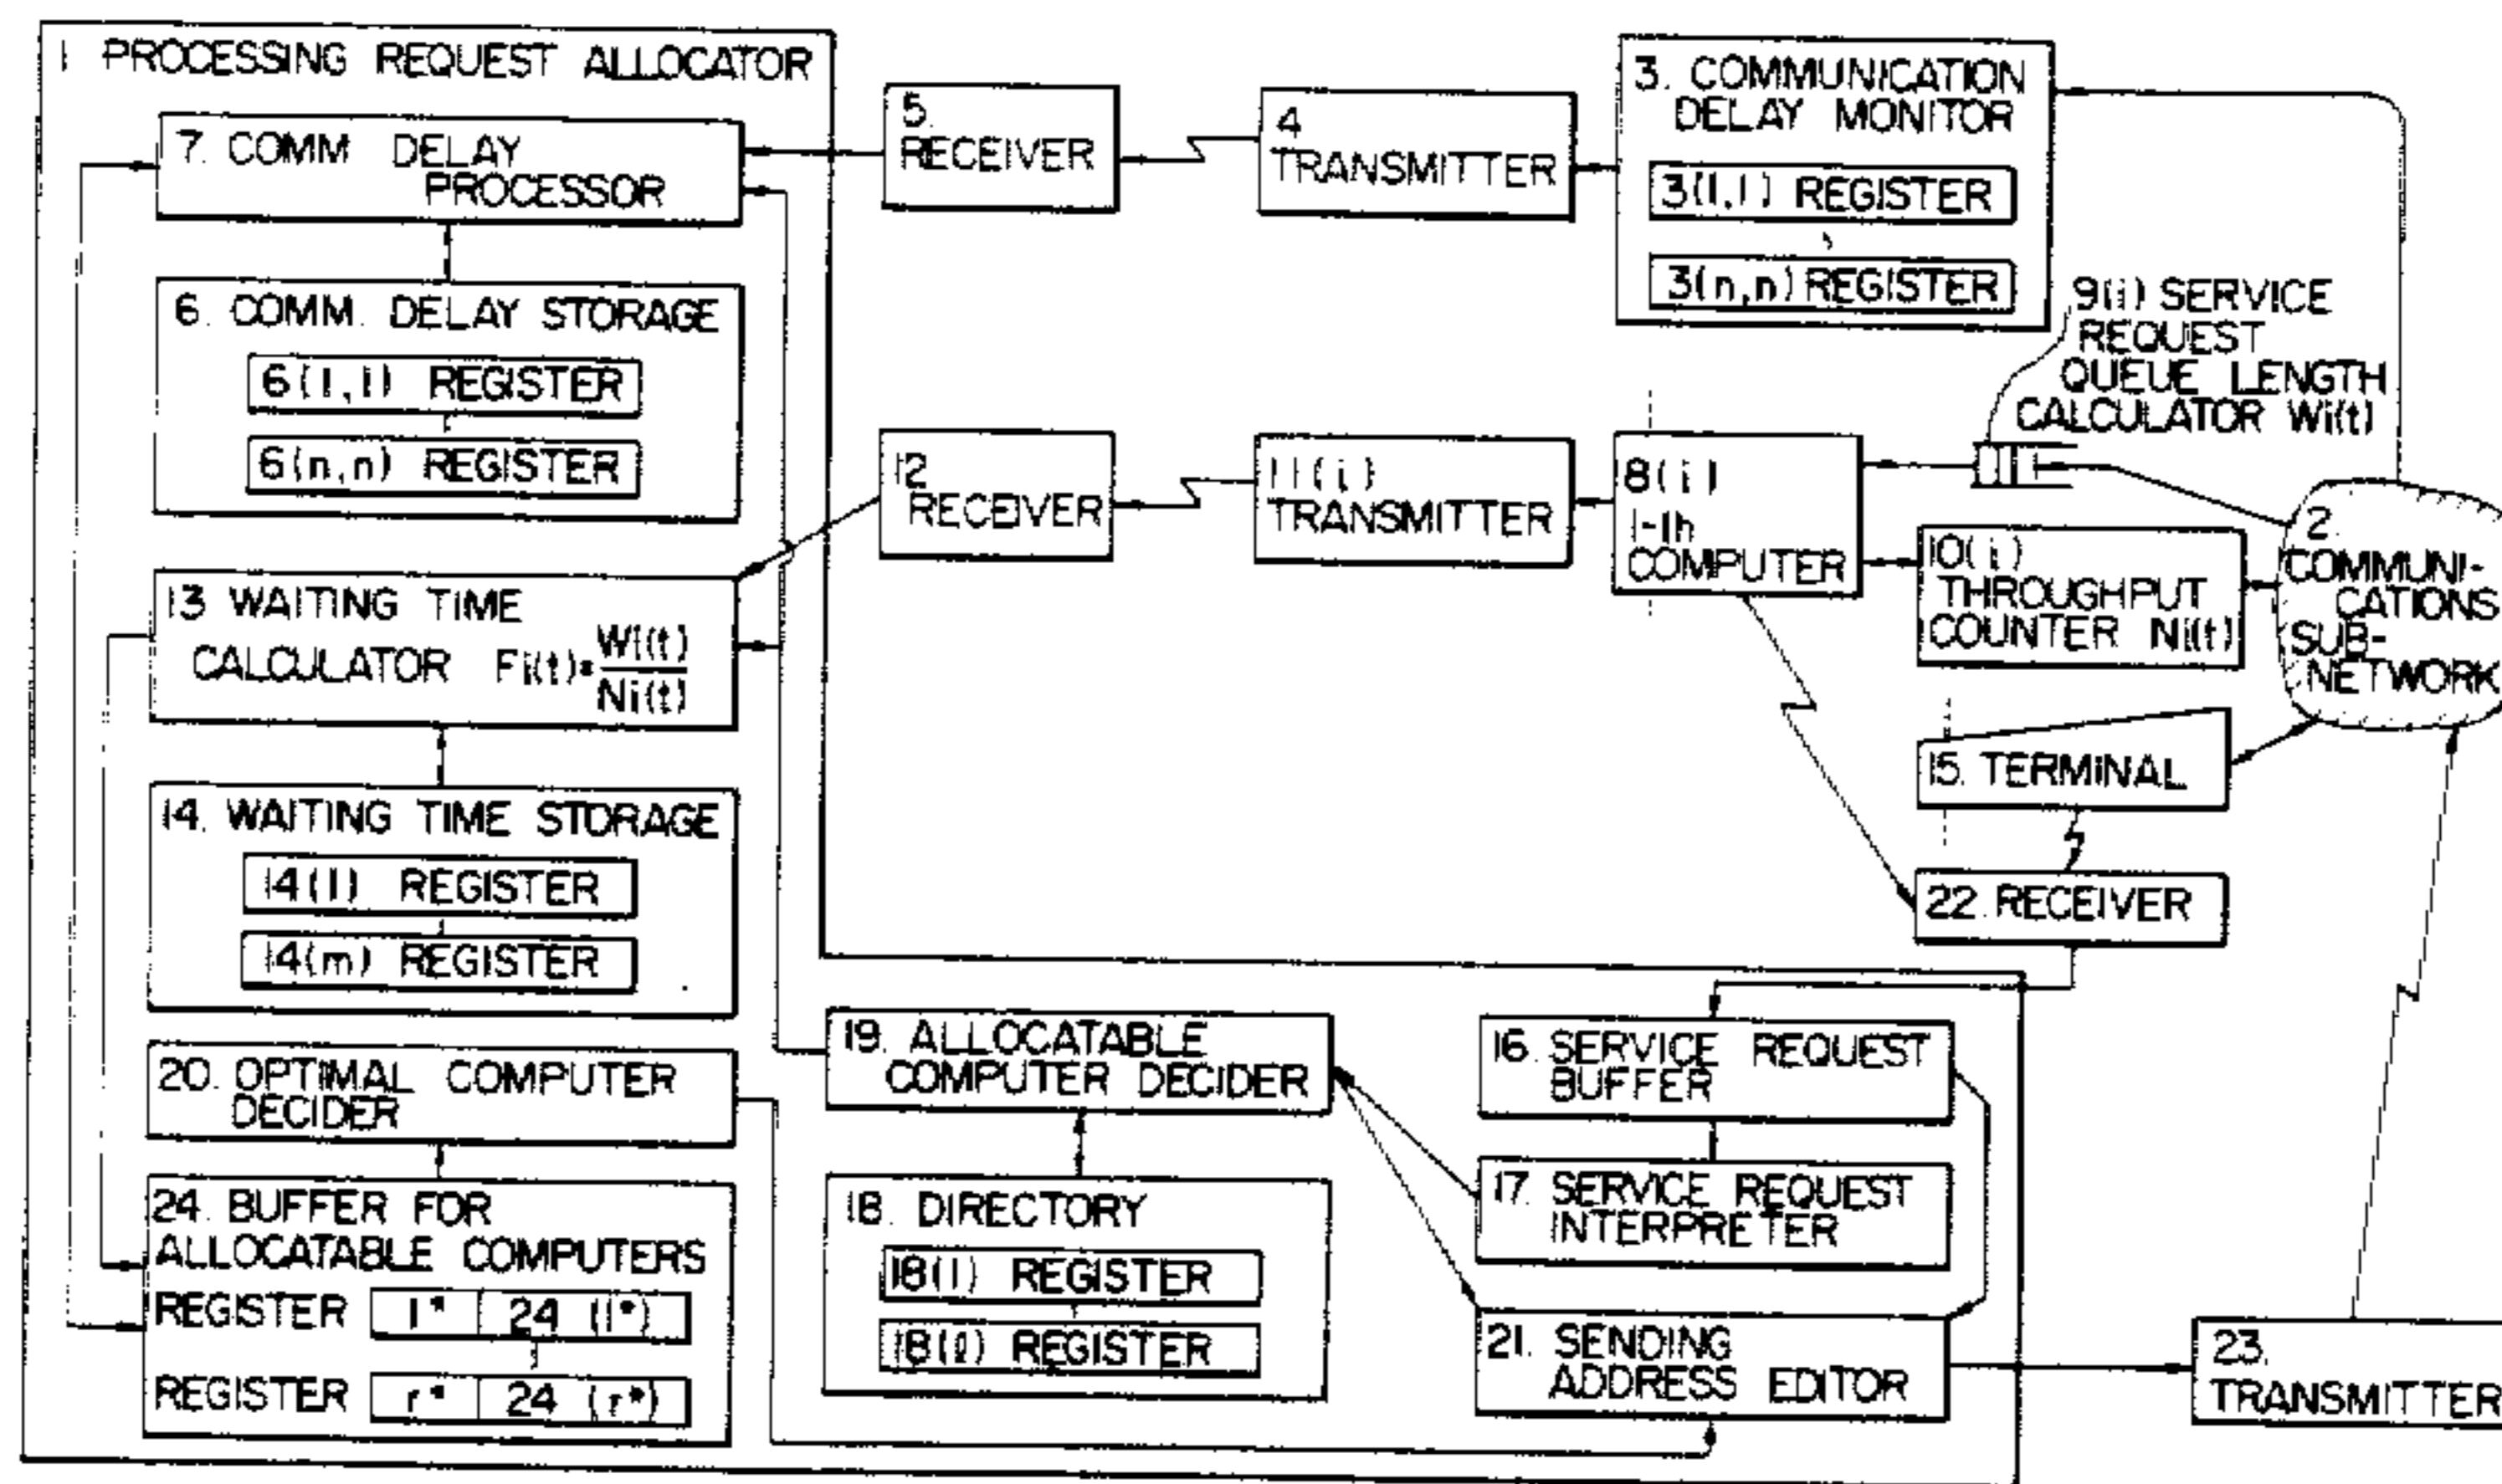 1 PROCESSING REQUEST ALLOCATOR
7. COMM DELAY
PROCESSOR
6. COMM. DELAY STORAGE
6(1,1) REGISTER
6(n,n) REGISTER
13 WAITING TIME
CALCULATOR Fi(t)=Wi(t)
Ni(t)
14. WAITING TIME STORAGE
14(1) REGISTER
14(m) REGISTER
20. OPTIMAL COMPUTER
DECIDER
24. BUFFER FOR
ALLOCATABLE COMPUTERS
REGISTER 1* 24 (1*)
REGISTER r* 24 (r*)
5.
RECEIVER
4
TRANSMITTER
3. COMMUNICATION
DELAY MONITOR
3(1,1) REGISTER
3(n,n) REGISTER
9(i) SERVICE
REQUEST
QUEUE LENGTH
CALCULATOR Wi(t)
12
RECEIVER
11(i)
TRANSMITTER
8(i)
i-th
COMPUTER
10(i)
THROUGHPUT
COUNTER Ni(t)
2.
COMMUNI-
CATIONS
SUB-
NETWORK
15. TERMINAL
22. RECEIVER
19. ALLOCATABLE
COMPUTER DECIDER
18. DIRECTORY
18(1) REGISTER
18(ℓ) REGISTER
16. SERVICE REQUEST
BUFFER
17. SERVICE REQUEST
INTERPRETER
21. SENDING
ADDRESS EDITOR
23.
TRANSMITTER